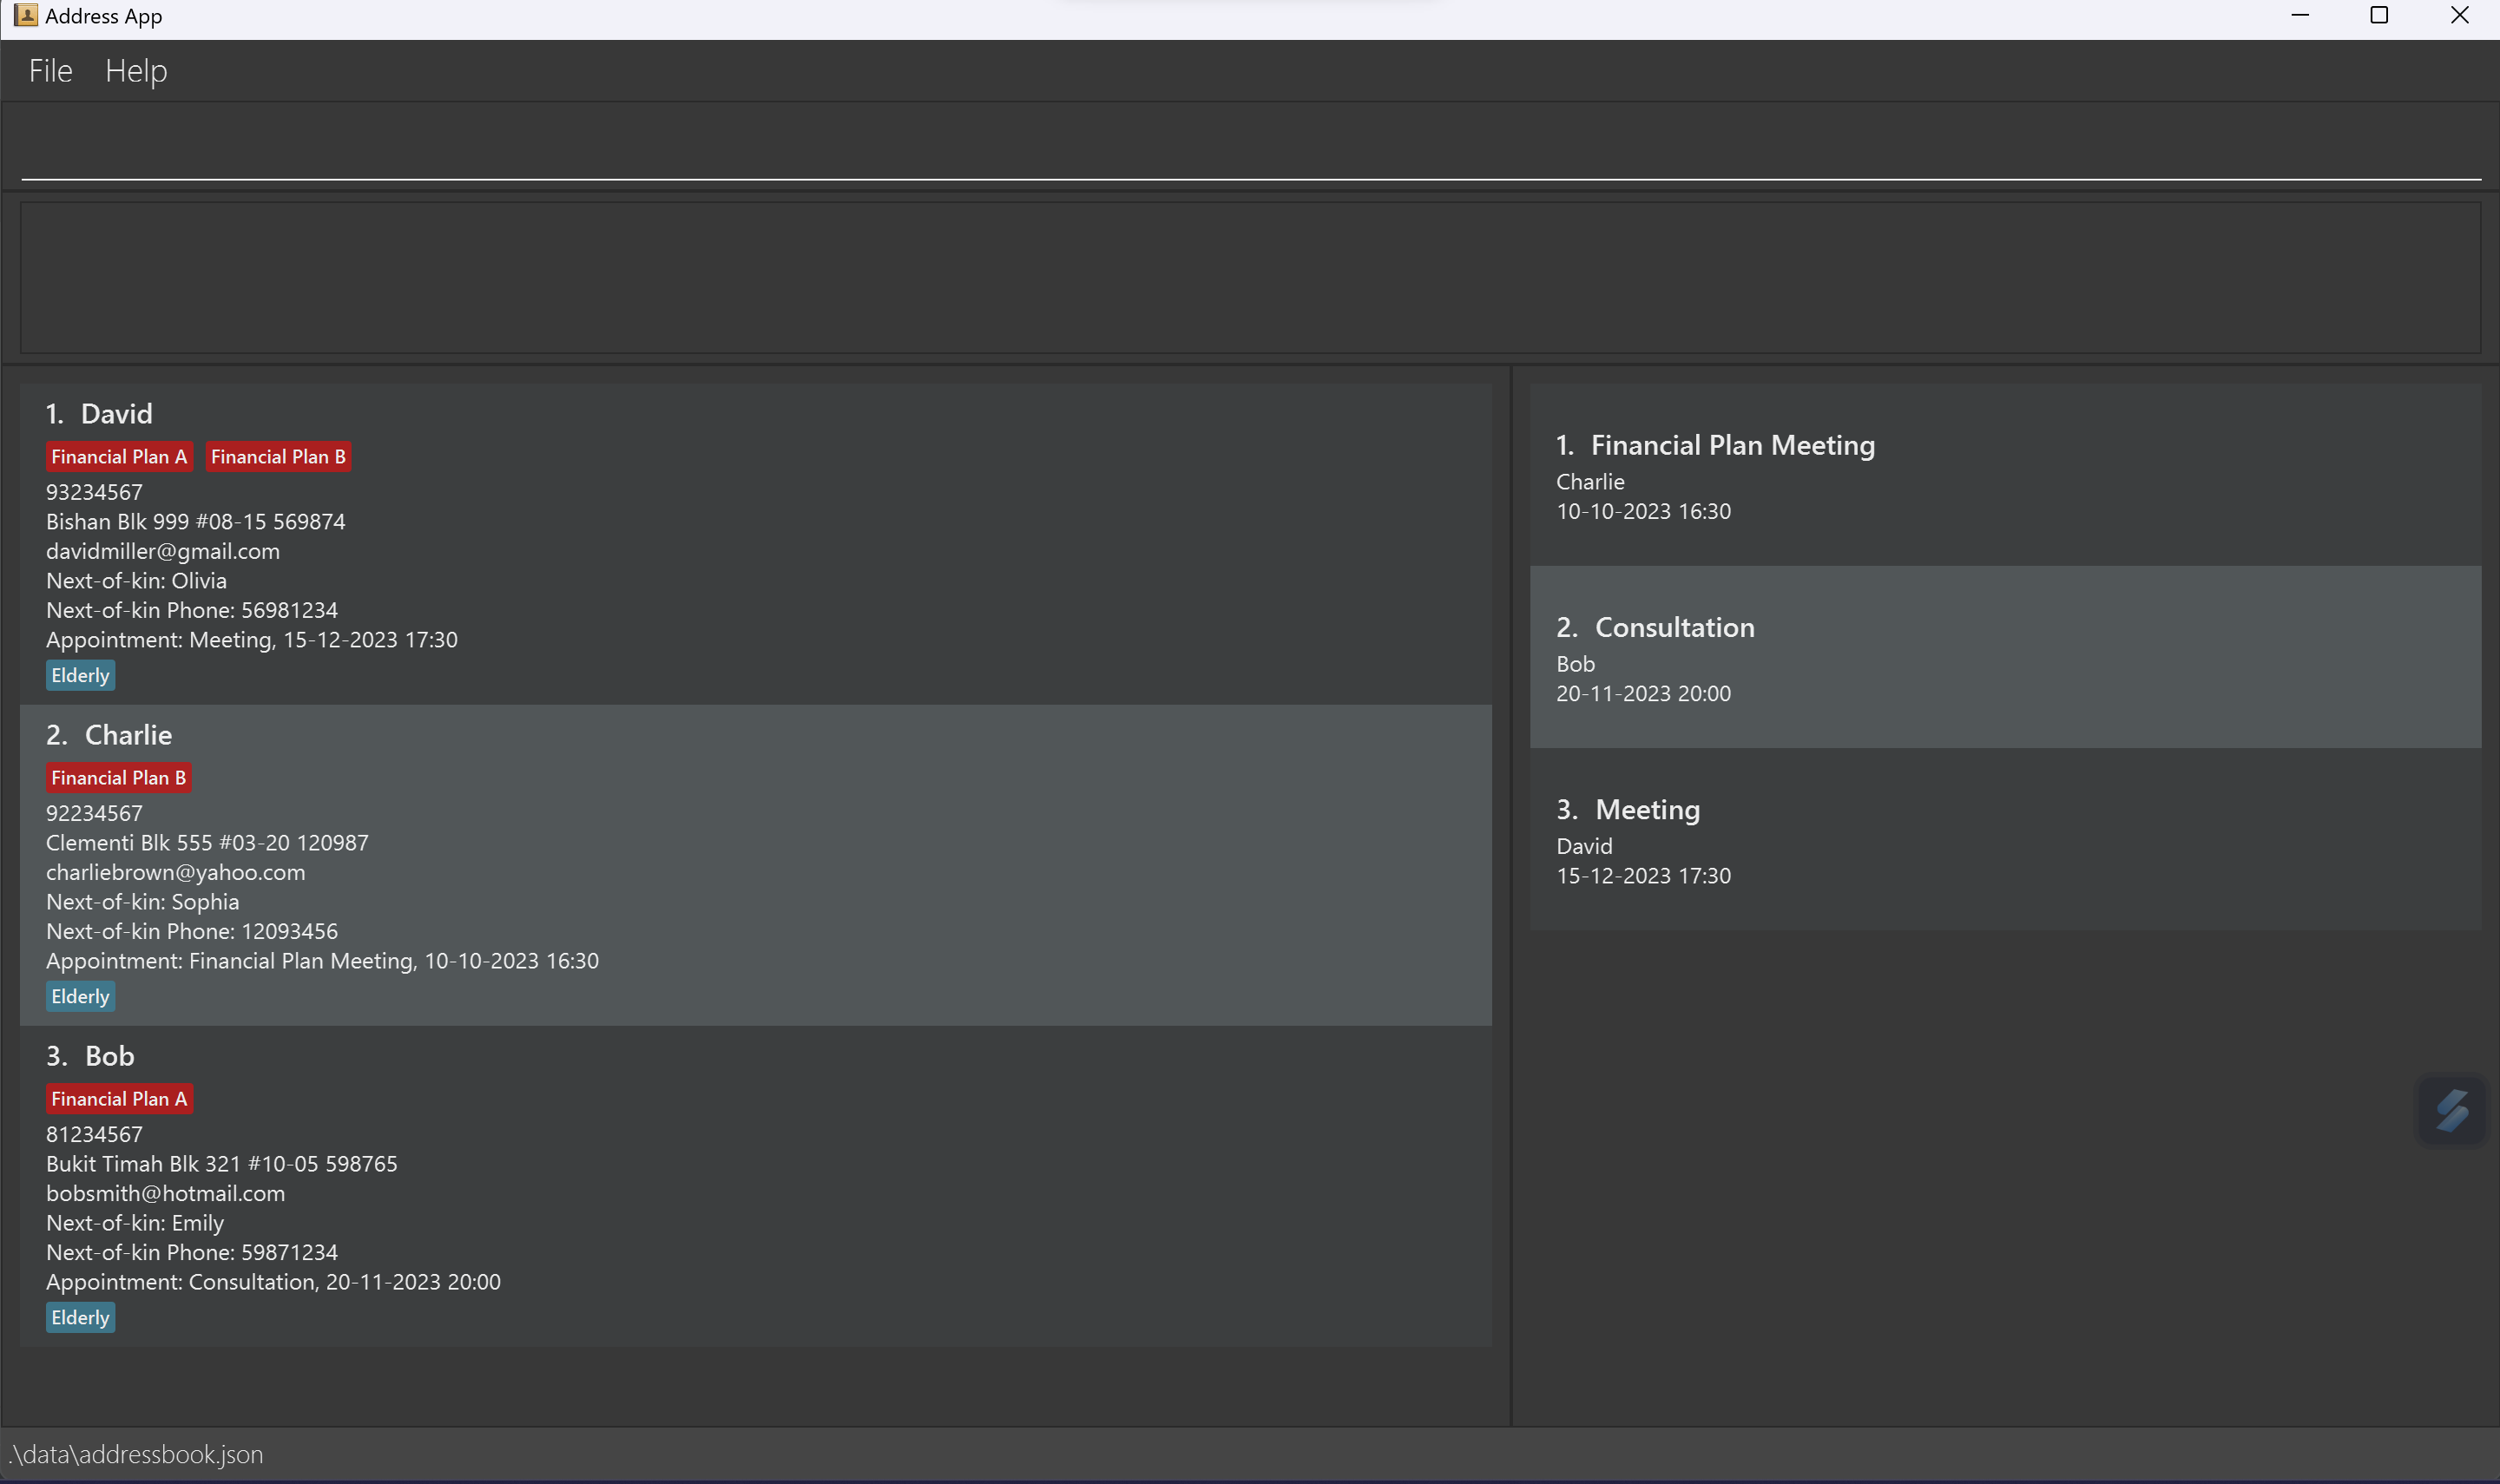 Address App
File Help
1. David
Financial Plan A Financial Plan B
93234567
Bishan Blk 999 #08-15 569874
davidmiller@gmail.com
Next-of-kin: Olivia
Next-of-kin Phone: 56981234
Appointment: Meeting, 15-12-2023 17:30
Elderly
2. Charlie
Financial Plan B
92234567
Clementi Blk 555 #03-20 120987
charliebrown@yahoo.com
Next-of-kin: Sophia
Next-of-kin Phone: 12093456
Appointment: Financial Plan Meeting, 10-10-2023 16:30
Elderly
3. Bob
Financial Plan A
81234567
Bukit Timah Blk 321 #10-05 598765
bobsmith@hotmail.com
Next-of-kin: Emily
Next-of-kin Phone: 59871234
Appointment: Consultation, 20-11-2023 20:00
Elderly
1. Financial Plan Meeting
Charlie
10-10-2023 16:30
2. Consultation
Bob
20-11-2023 20:00
3. Meeting
David
15-12-2023 17:30
.\data\addressbook.json